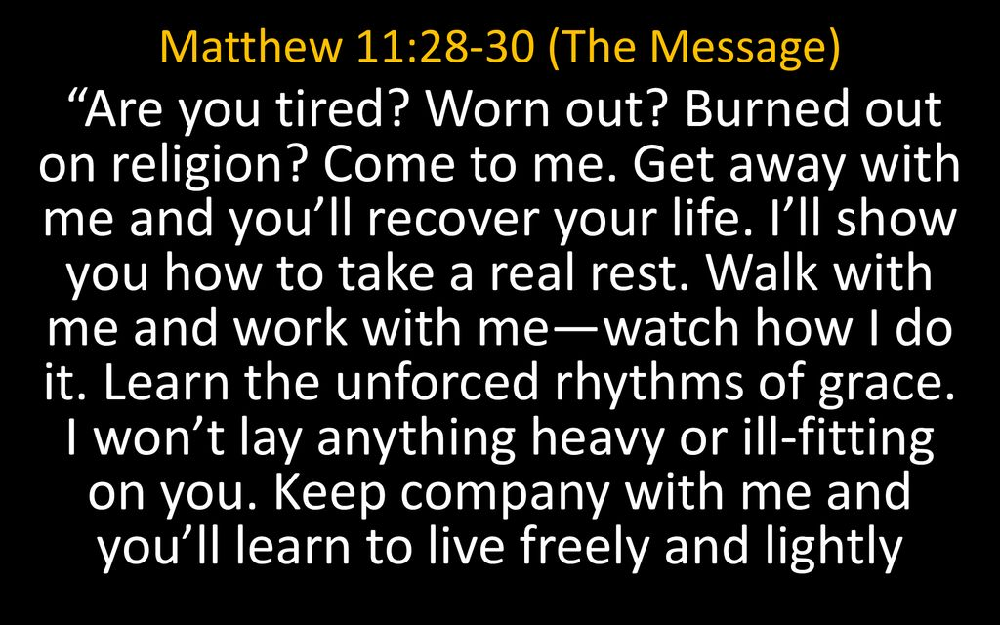 Matthew 11:28-30 (The Message)
“Are you tired? Worn out? Burned out
on religion? Come to me. Get away with
me and you’ll recover your life. I’ll show
you how to take a real rest. Walk with
me and work with me—watch how I do
it. Learn the unforced rhythms of grace.
I won’t lay anything heavy or ill-fitting
on you. Keep company with me and
you’ll learn to live freely and lightly